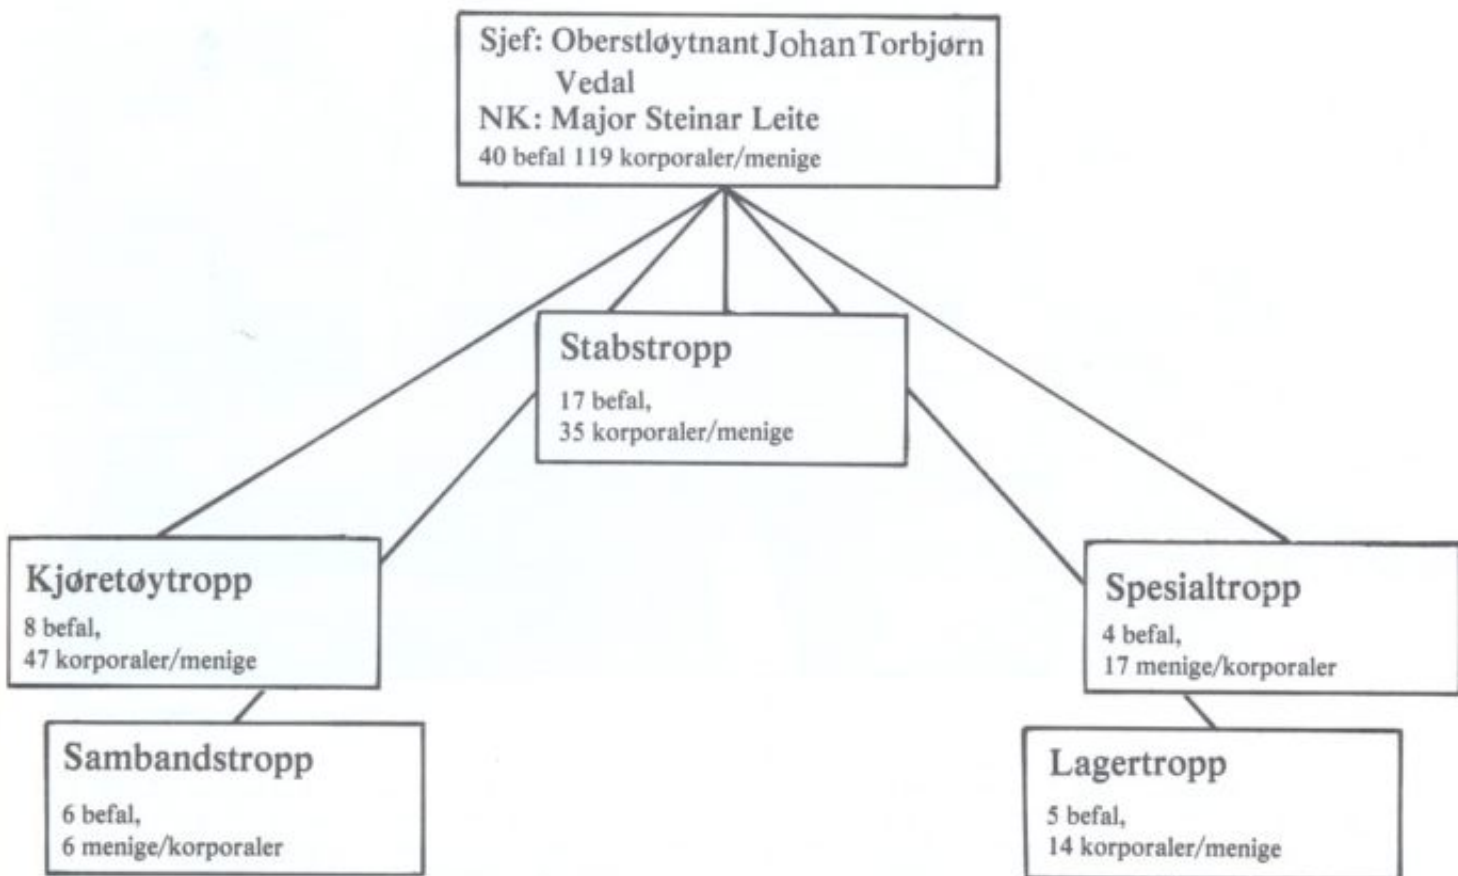 Sjef: Oberstløytnant Johan Torbjørn
Vedal
NK: Major Steinar Leite
40 befal 119 korporaler/menige
Stabstropp
17 befal,
35 korporaler/menige
Kjøretøytropp
8 befal,
47 korporaler/menige
Spesialtropp
4 befal,
17 menige/korporaler
Sambandstropp
6 befal,
6 menige/korporaler
Lagertropp
5 befal,
14 korporaler/menige